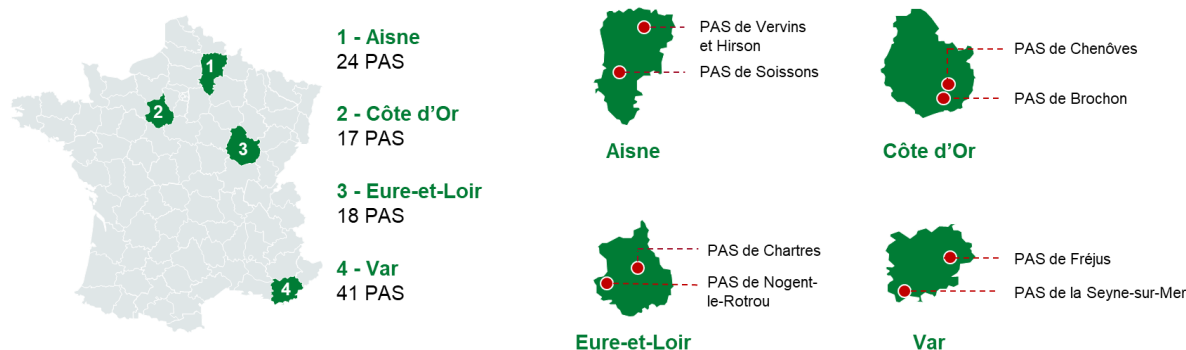 1
2
3
4
1 - Aisne
24 PAS
2 - Côte d’Or
17 PAS
3 - Eure-et-Loir
18 PAS
4 - Var
41 PAS
PAS de Vervins
et Hirson
PAS de Soissons
Aisne
PAS de Chenôves
PAS de Brochon
Côte d’Or
PAS de Chartres
PAS de Nogent-
le-Rotrou
Eure-et-Loir
PAS de Fréjus
PAS de la Seyne-sur-Mer
Var